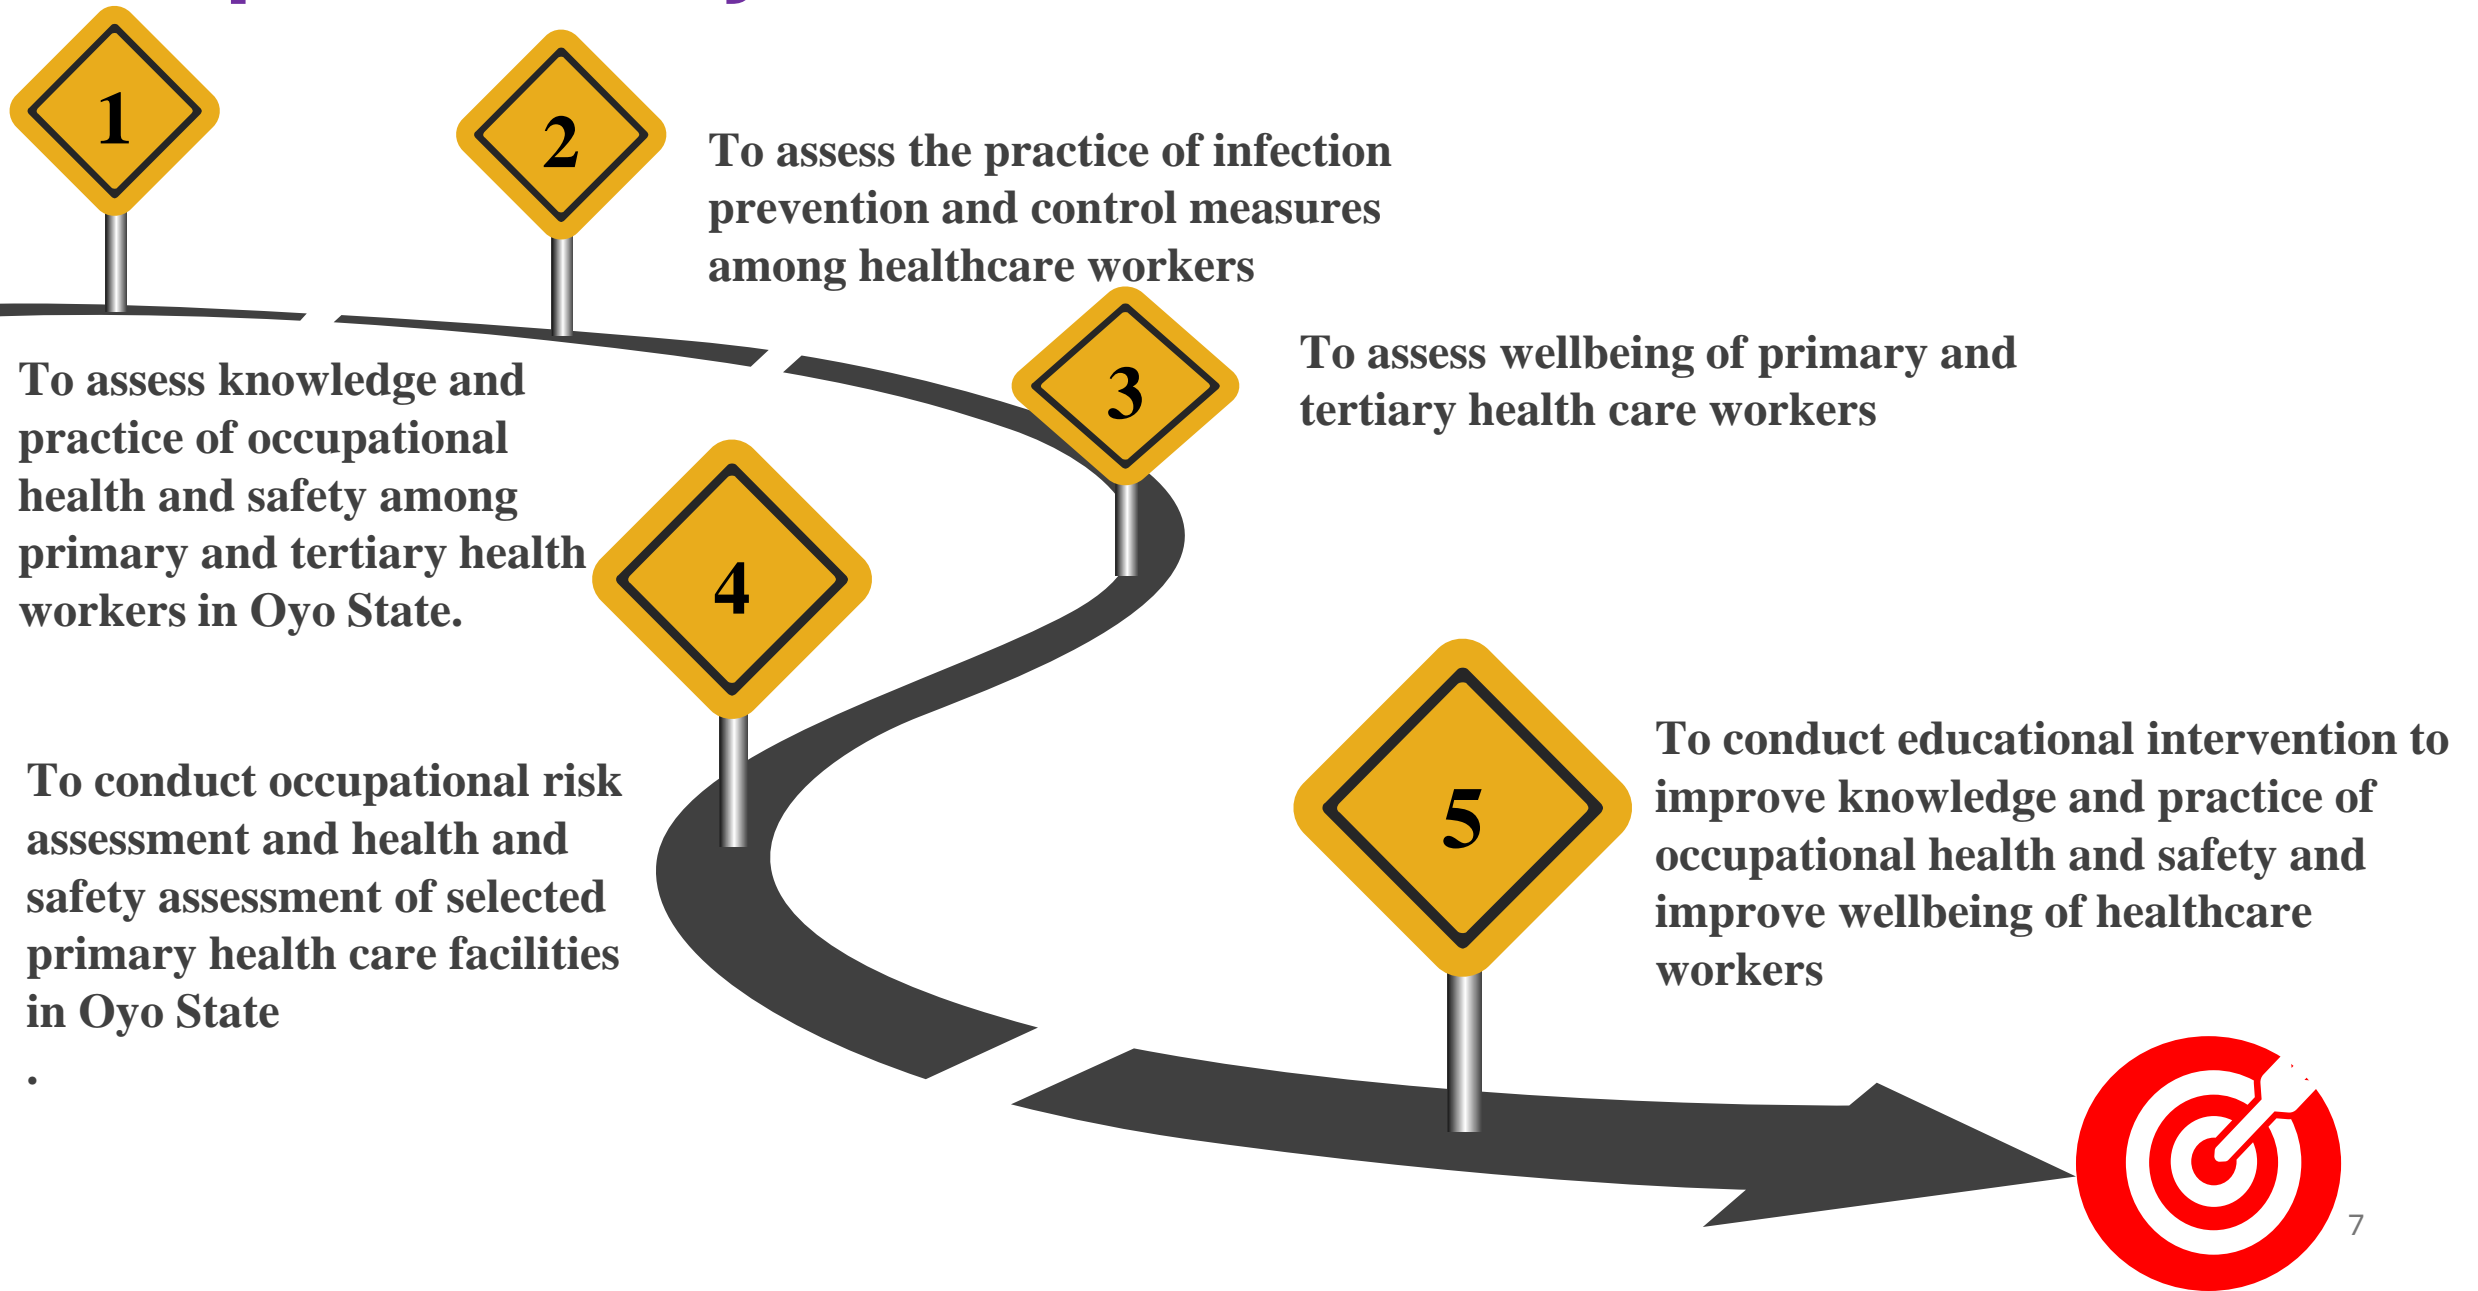 1
To assess knowledge and
practice of occupational
health and safety among
primary and tertiary health
workers in Oyo State.
2
To assess the practice of infection
prevention and control measures
among healthcare workers
3
To assess wellbeing of primary and
tertiary health care workers
4
To conduct occupational risk
assessment and health and
safety assessment of selected
primary health care facilities
in Oyo State
.
5
To conduct educational intervention to
improve knowledge and practice of
occupational health and safety and
improve wellbeing of healthcare
workers
7